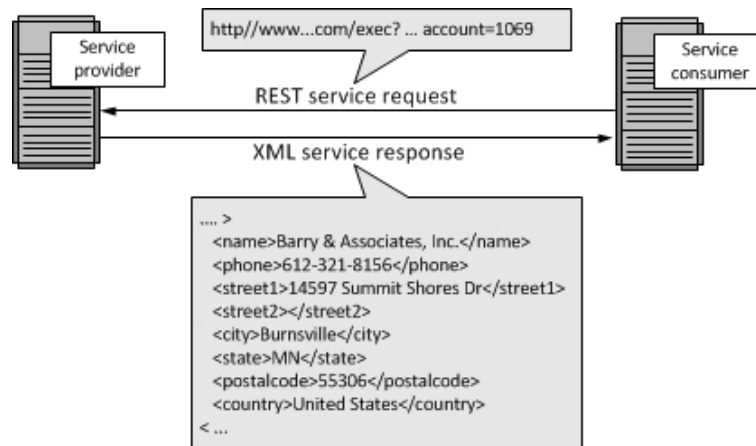 http//www...com/exec? ... account=1069
Service
provider
Service
consumer
REST service request
XML service response
.... >
<name>Barry & Associates, Inc.</name>
<phone>612-321-8156</phone>
<street1>14597 Summit Shores Dr</street1>
<street2></street2>
<city>Burnsville</city>
<state>MN</state>
<postalcode>55306</postalcode>
<country>United States</country>
< ...